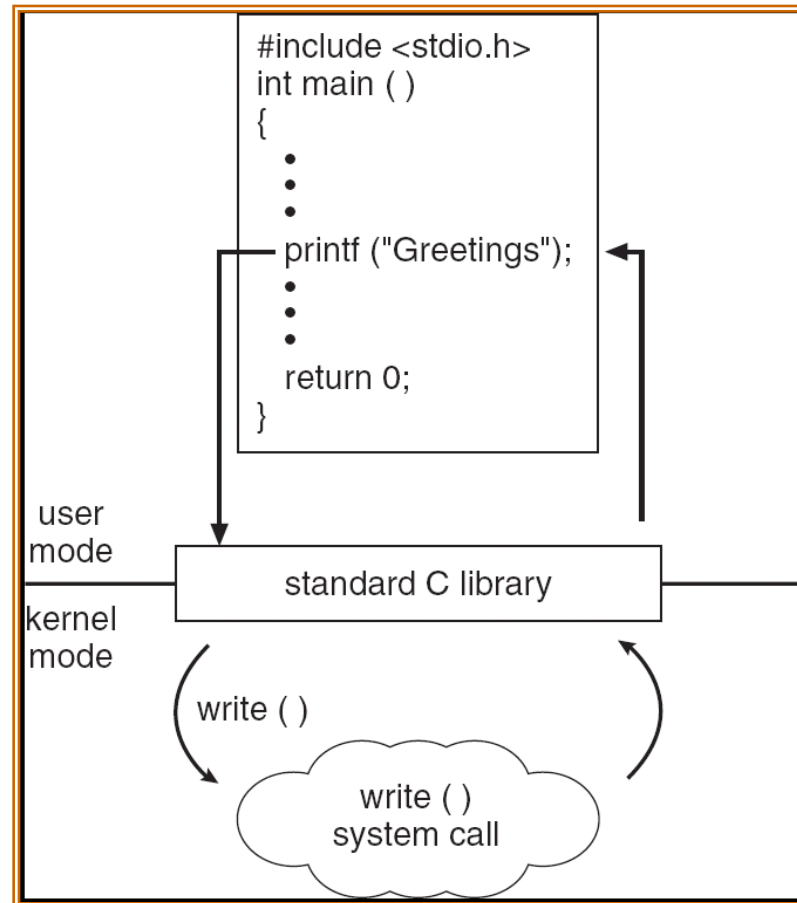 #include <stdio.h>
int main ( )
{
•
•
•
printf ("Greetings");
•
•
•
return 0;
}
user
mode
standard C library
kernel
mode
write ( )
write ( )
system call